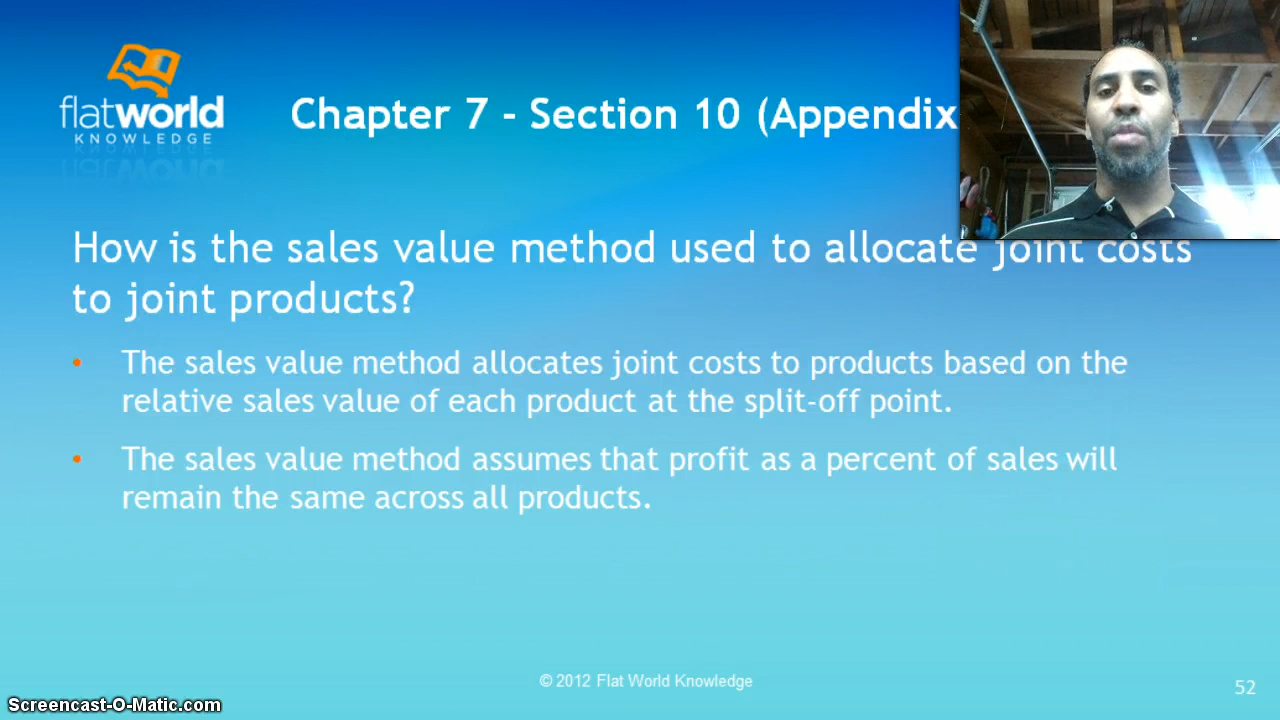 flatworld
KNOWLEDGE
Chapter 7 - Section 10 (Appendix
How is the sales value method used to allocate joint costs
to joint products?
• The sales value method allocates joint costs to products based on the
relative sales value of each product at the split-off point.
• The sales value method assumes that profit as a percent of sales will
remain the same across all products.
© 2012 Flat World Knowledge
52
Screencast-O-Matic.com